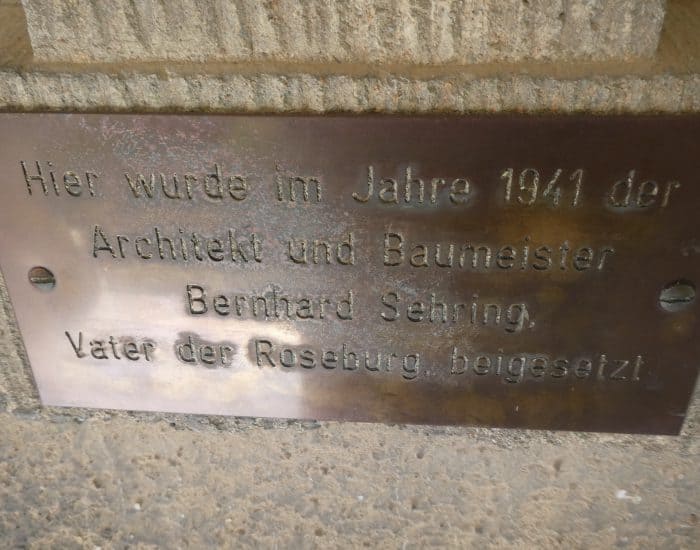 Hier wurde im Jahre 1941 der
Architekt und Baumeister
Bernhard Sehring,
Vater der Roseburg, beigesetzt